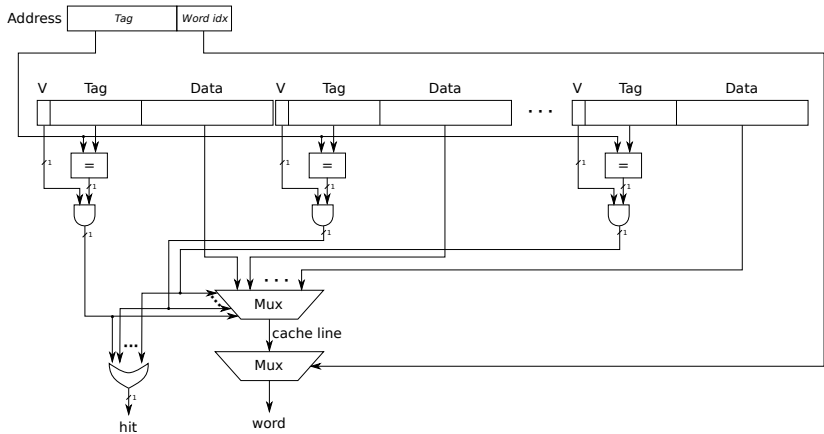 Address Tag Word idx
V Tag Data V Tag Data V Tag Data
. . . 
1 1 1
= = =
1 1 1
1 1 1
. . .
Mux
cache line
Mux
1
hit word